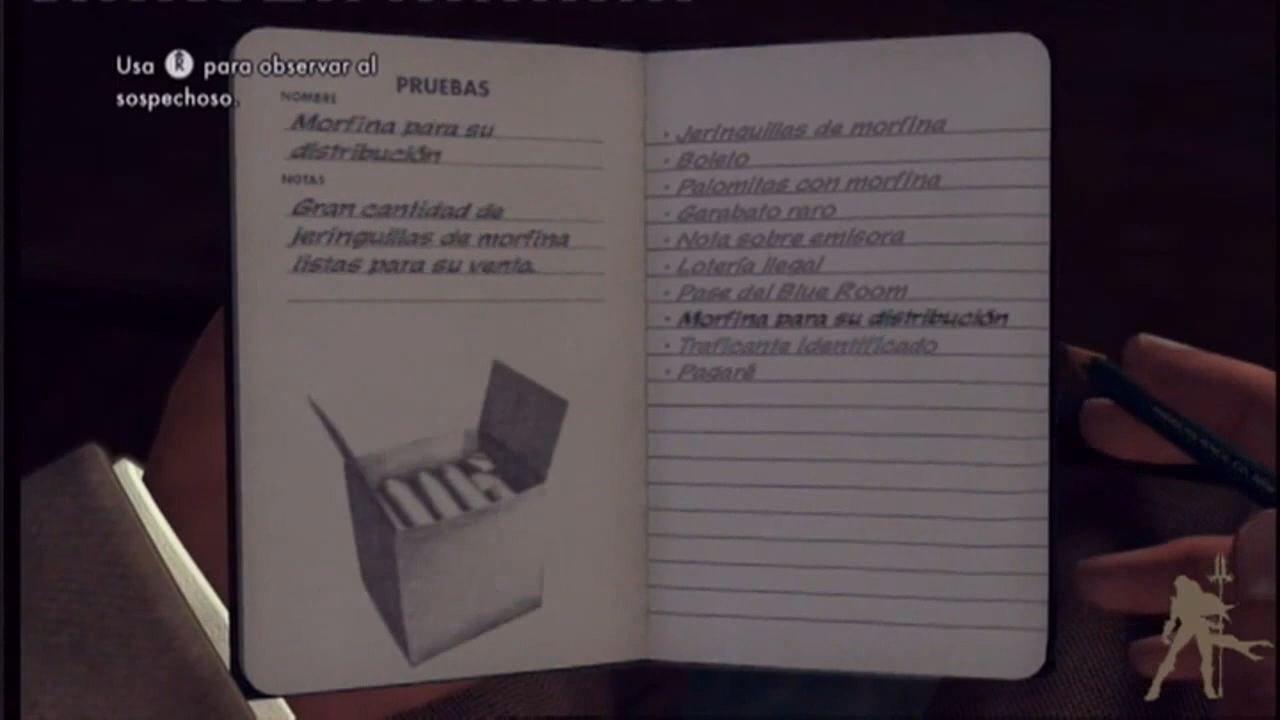 Usa R para observar al
sospechoso.
PRUEBAS
NOMBRE
Morfina para su
distribución
NOTAS
Gran cantidad de
jeringuillas de morfina
listas para su venta.
· Jeringuillas de morfina
· Boleto
· Palomitas con morfina
· Garabato raro
· Nota sobre emisora
· Lotería ilegal
· Pase del Blue Room
· Morfina para su distribución
· Traficante identificado
· Pagaré